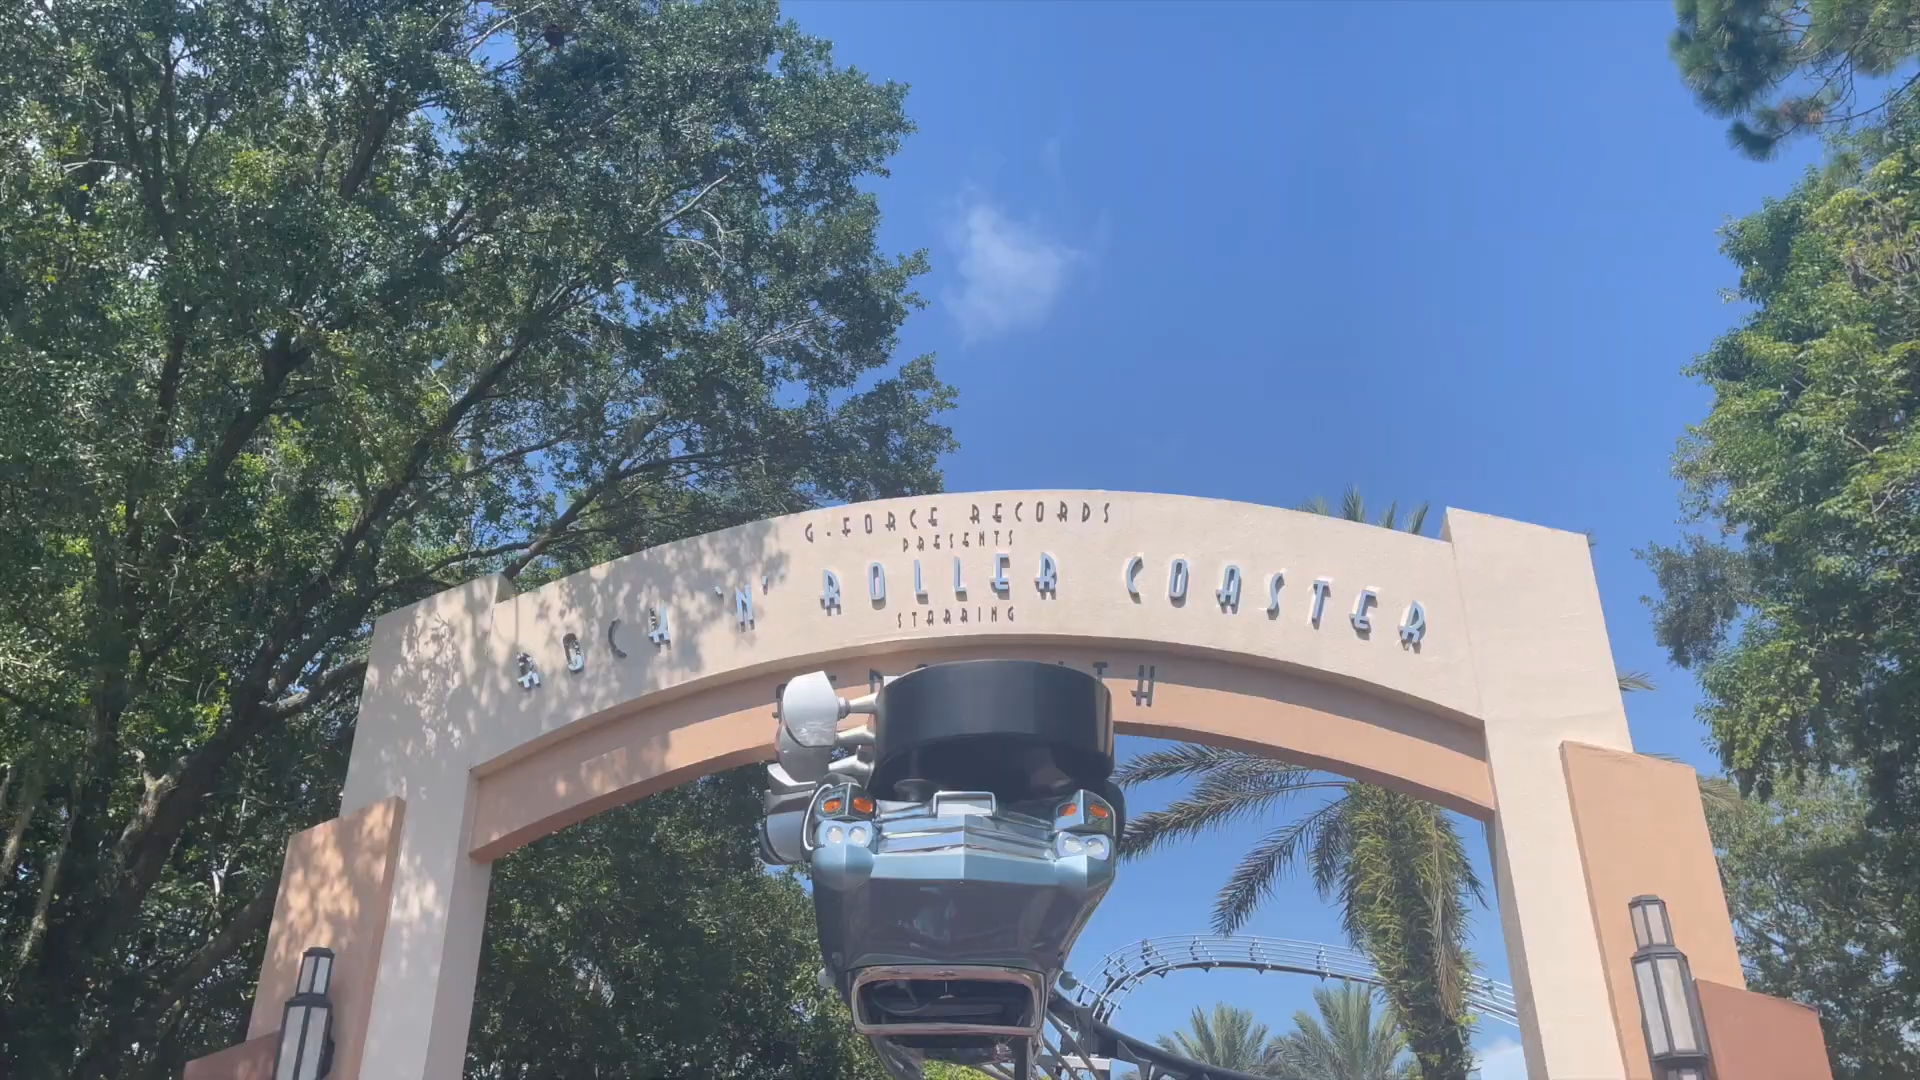 G-FORCE RECORDS
PRESENTS
ROCK 'N' ROLLER COASTER
STARRING